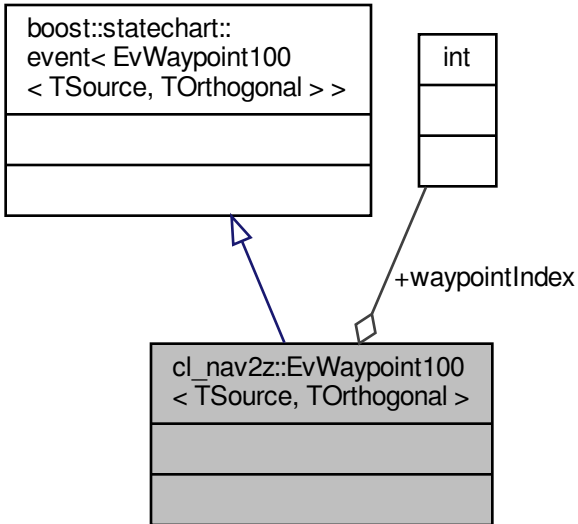 boost::statechart::
event< EvWaypoint100
< TSource, TOrthogonal > >
int
+waypointIndex
cl_nav2z::EvWaypoint100
< TSource, TOrthogonal >